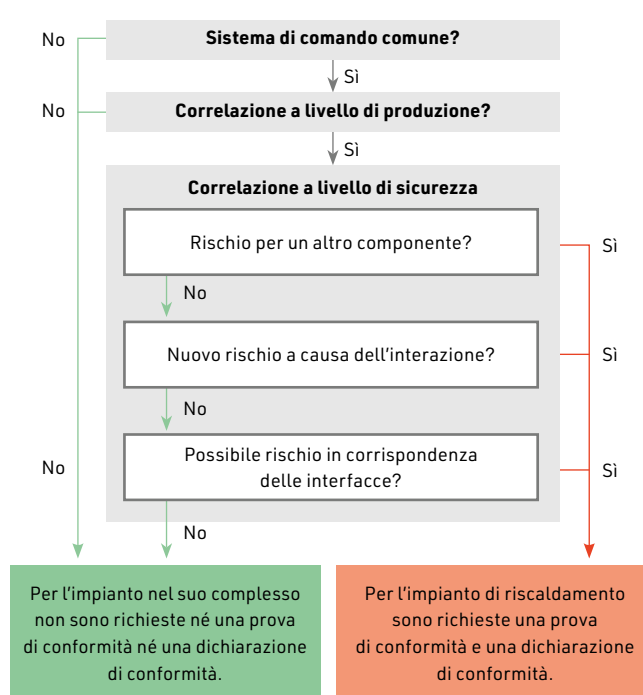 No
Sistema di comando comune?
Sì
No
Correlazione a livello di produzione?
Sì
Correlazione a livello di sicurezza
Rischio per un altro componente?
Sì
No
Nuovo rischio a causa dell'interazione?
Sì
No
Possibile rischio in corrispondenza
delle interfacce?
No
Sì
No
Per l'impianto nel suo complesso
non sono richieste né una prova
di conformità né una dichiarazione
di conformità.
Per l'impianto di riscaldamento
sono richieste una prova
di conformità e una dichiarazione
di conformità.